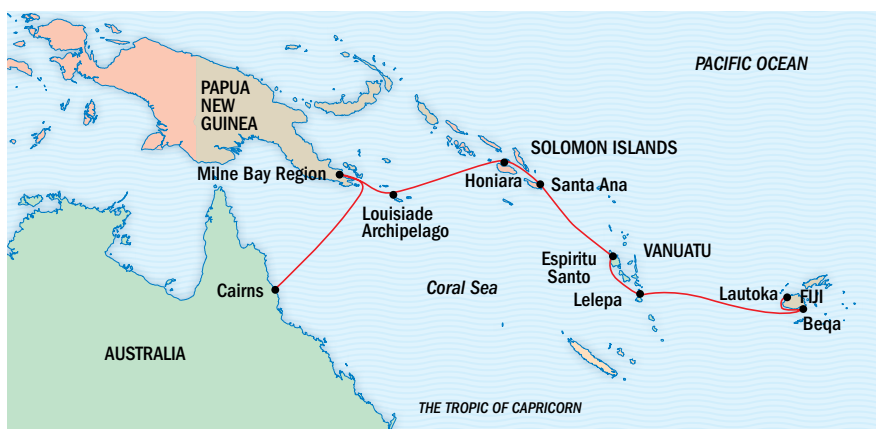 PACIFIC OCEAN
PAPUA
NEW
GUINEA
SOLOMON ISLANDS
Milne Bay Region
Honiara
Santa Ana
Louisiade
Archipelago
VANUATU
Espiritu
Santo
Cairns
Coral Sea
Lelepa
Lautoka
FIJI
Beqa
AUSTRALIA
THE TROPIC OF CAPRICORN